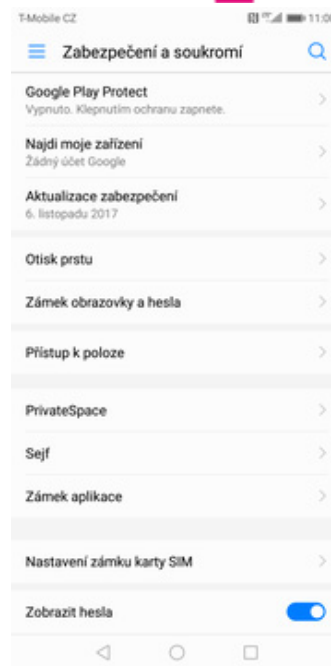 T-Mobile CZ 11:08
Zabezpečení a soukromí
Google Play Protect
Vypnuto. Klepnutím ochranu zapnete.
Najdi moje zařízení
Žádný účet Google
Aktualizace zabezpečení
6. listopadu 2017
Otisk prstu
Zámek obrazovky a hesla
Přístup k poloze
PrivateSpace
Sejf
Zámek aplikace
Nastavení zámku karty SIM
Zobrazit hesla